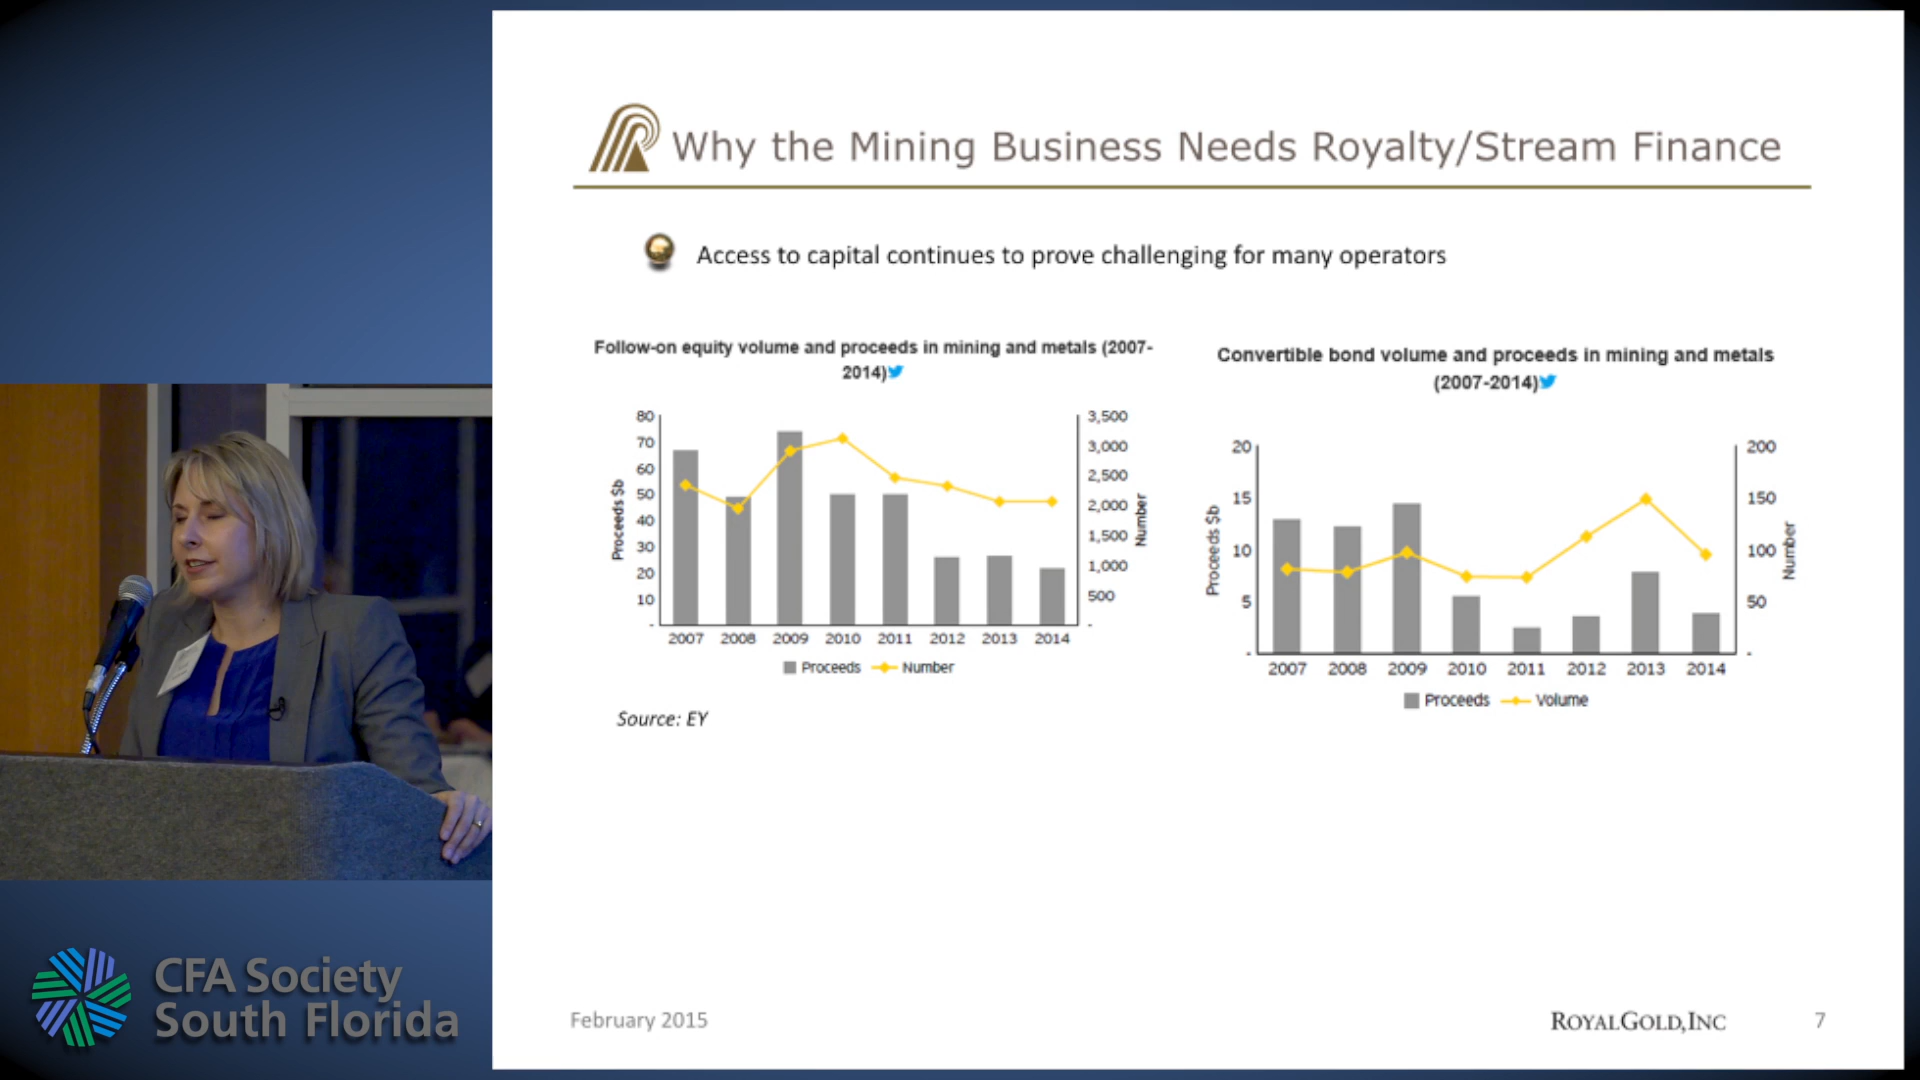 Why the Mining Business Needs Royalty/Stream Finance
Access to capital continues to prove challenging for many operators
Follow-on equity volume and proceeds in mining and metals (2007-
2014)
80
70
60
50
40
30
20
10
-
Proceeds $b
3,500
3,000
2,500
2,000
1,500
1,000
500
-
Number
2007 2008 2009 2010 2011 2012 2013 2014
Proceeds Number
Source: EY
Convertible bond volume and proceeds in mining and metals
(2007-2014)
20
15
10
5
-
Proceeds $b
200
150
100
50
-
Number
2007 2008 2009 2010 2011 2012 2013 2014
Proceeds Volume
February 2015
ROYALGOLD,INC
7
CFA Society
South Florida